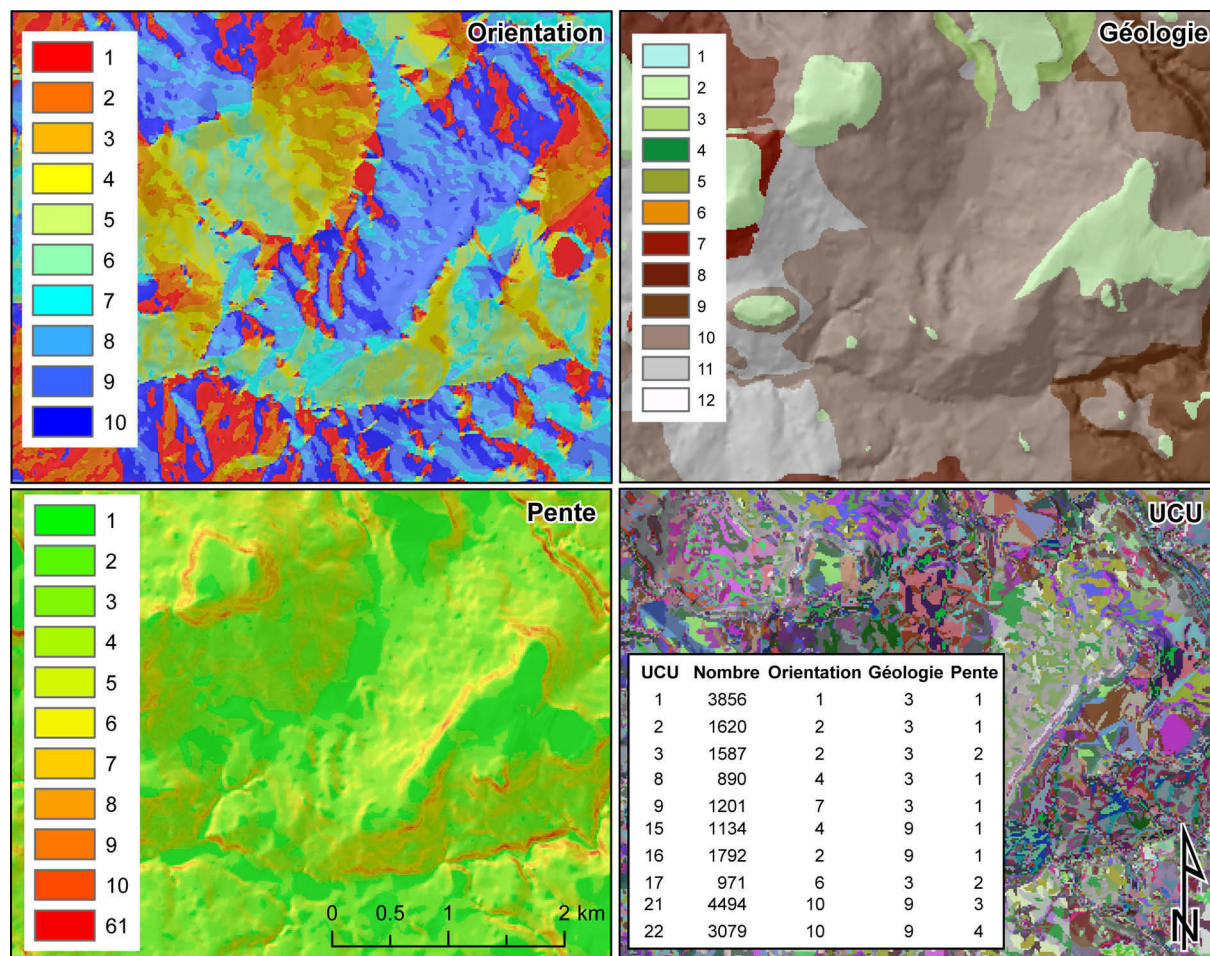 Orientation
1
2
3
4
5
6
7
8
9
10
Géologie
1
2
3
4
5
6
7
8
9
10
11
12
Pente
1
2
3
4
5
6
7
8
9
10
61
0 0.5 1 2 km
UCU
UCU Nombre Orientation Géologie Pente
1 3856 1 3 1
2 1620 2 3 1
3 1587 2 3 2
8 890 4 3 1
9 1201 7 3 1
15 1134 4 9 1
16 1792 2 9 1
17 971 6 3 2
21 4494 10 9 3
22 3079 10 9 4
N